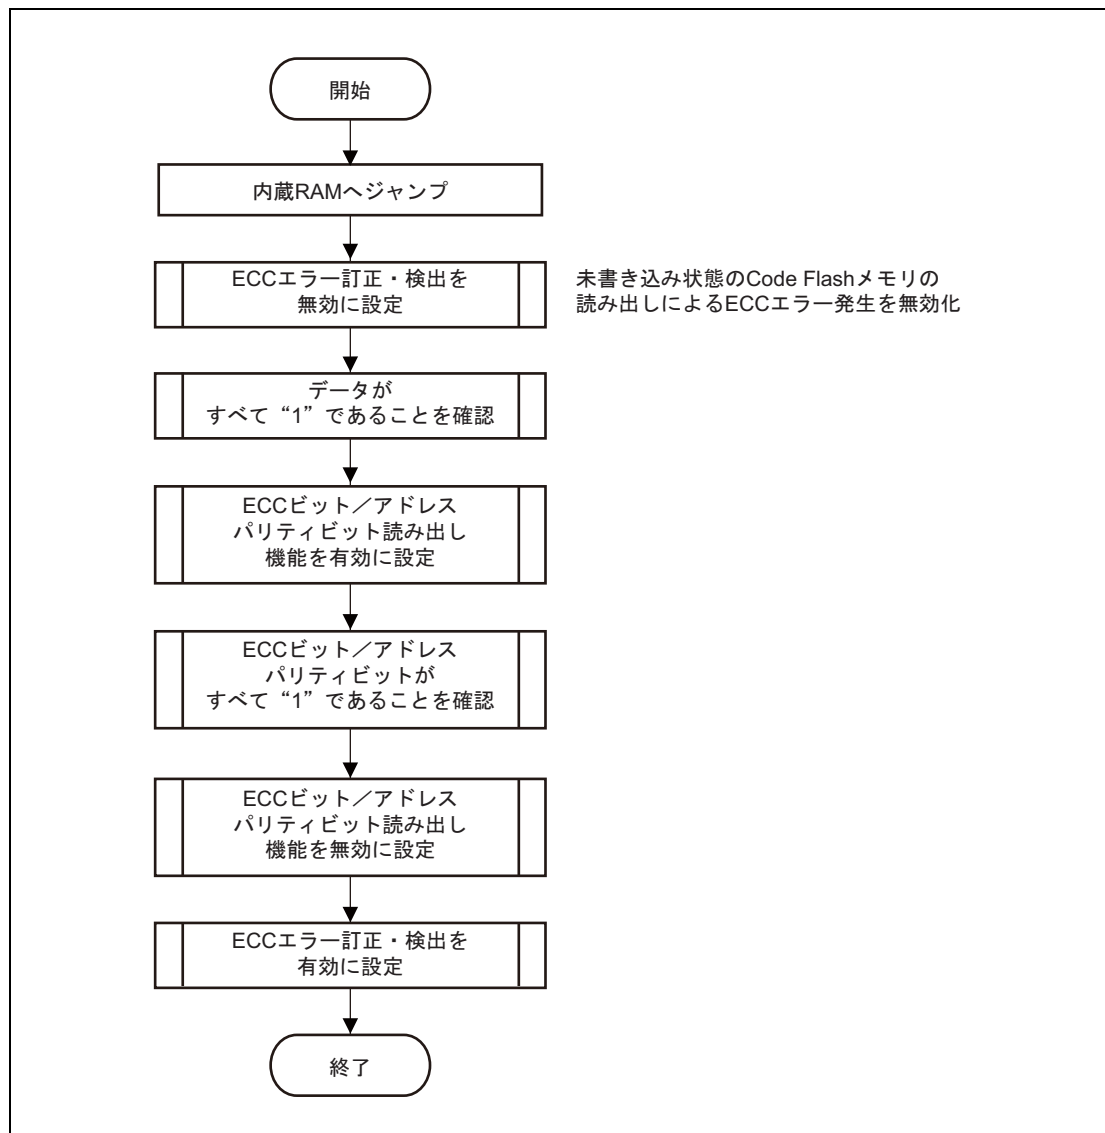 開始
内蔵RAMへジャンプ
ECCエラー訂正・検出を
無効に設定
未書き込み状態のCode Flashメモリの
読み出しによるECCエラー発生を無効化
データが
すべて“1”であることを確認
ECCビット／アドレス
パリティビット読み出し
機能を有効に設定
ECCビット／アドレス
パリティビットが
すべて“1”であることを確認
ECCビット／アドレス
パリティビット読み出し
機能を無効に設定
ECCエラー訂正・検出を
有効に設定
終了